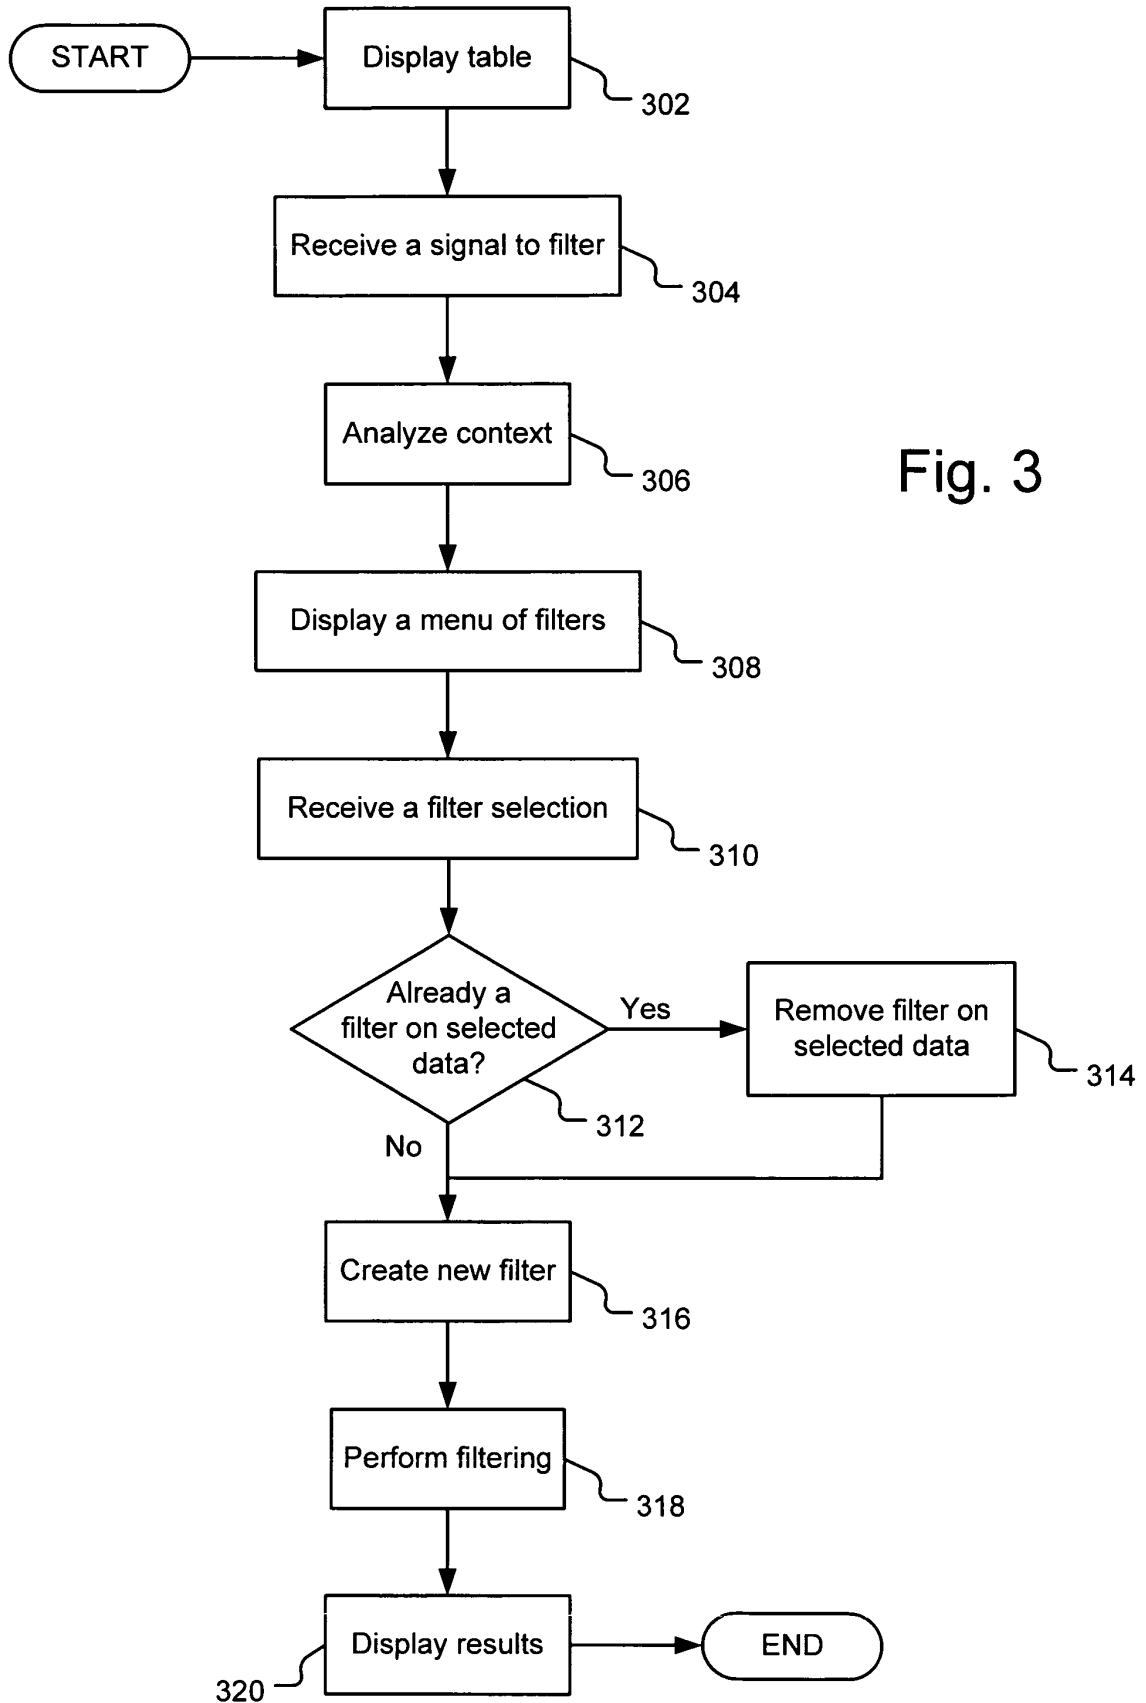 START
Display table
302
Receive a signal to filter
304
Analyze context
306
Fig. 3
Display a menu of filters
308
Receive a filter selection
310
Already a
filter on selected
data?
Yes
Remove filter on
selected data
314
312
No
Create new filter
316
Perform filtering
318
Display results
320
END